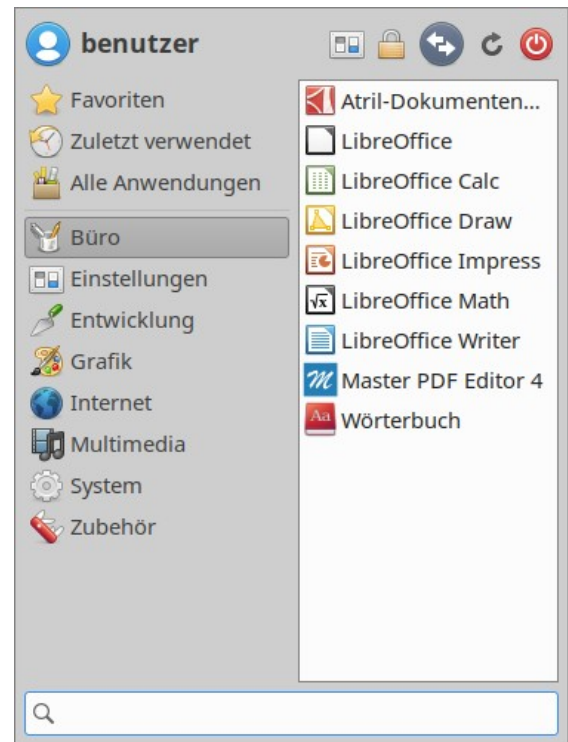 benutzer
Favoriten
Zuletzt verwendet
Alle Anwendungen
Büro
Einstellungen
Entwicklung
Grafik
Internet
Multimedia
System
Zubehör
Atril-Dokumenten...
LibreOffice
LibreOffice Calc
LibreOffice Draw
LibreOffice Impress
√x
LibreOffice Math
LibreOffice Writer
M
Master PDF Editor 4
Aa
Wörterbuch